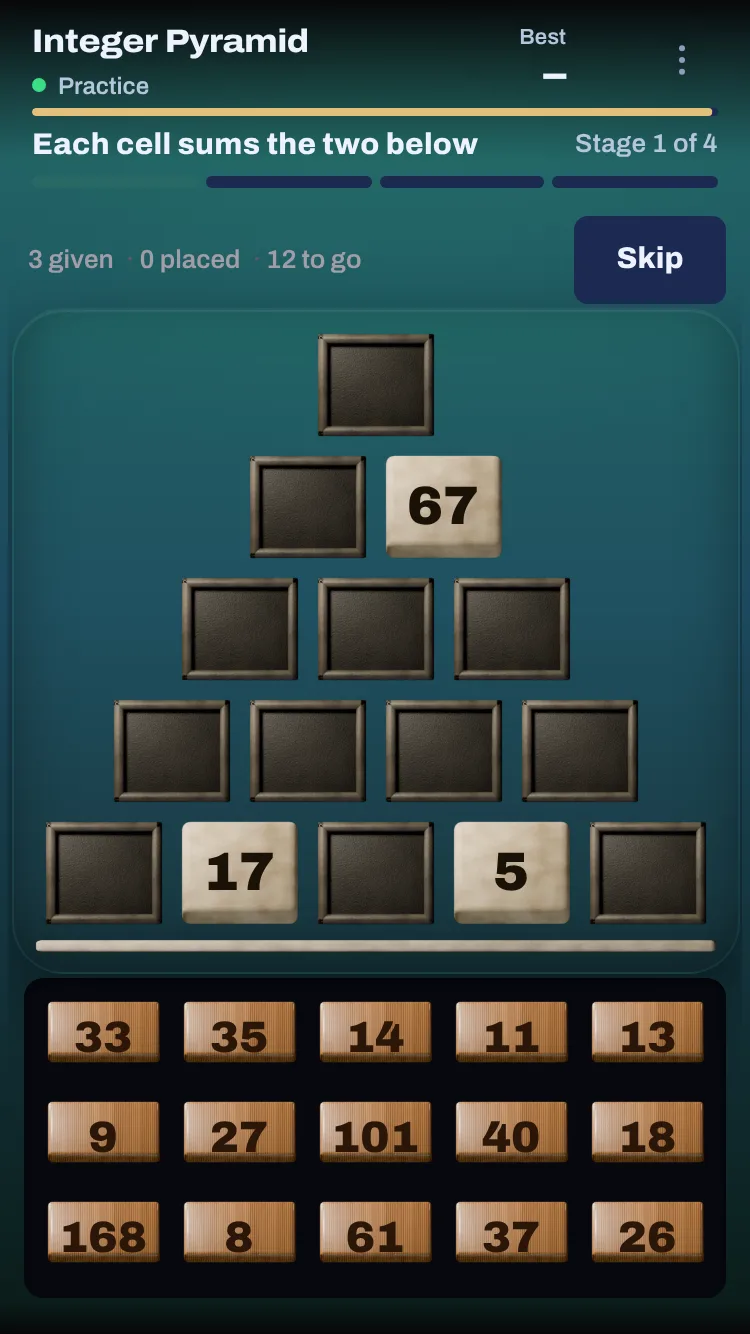 Integer Pyramid
Best
Practice
–
Each cell sums the two below
Stage 1 of 4
3 given · 0 placed · 12 to go
Skip
67
17
5
33 35 14 11 13
9 27 101 40 18
168 8 61 37 26